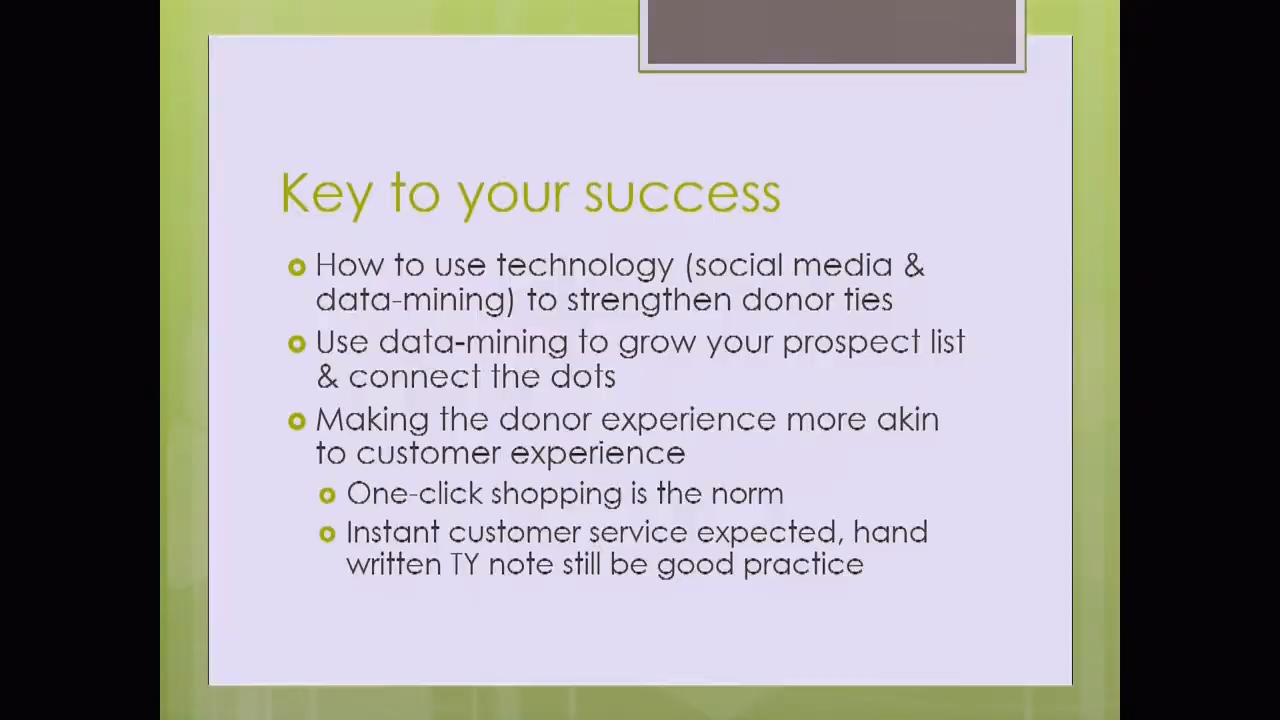 Key to your success
How to use technology (social media &
data-mining) to strengthen donor ties
Use data-mining to grow your prospect list
& connect the dots
Making the donor experience more akin
to customer experience
One-click shopping is the norm
Instant customer service expected, hand
written TY note still be good practice